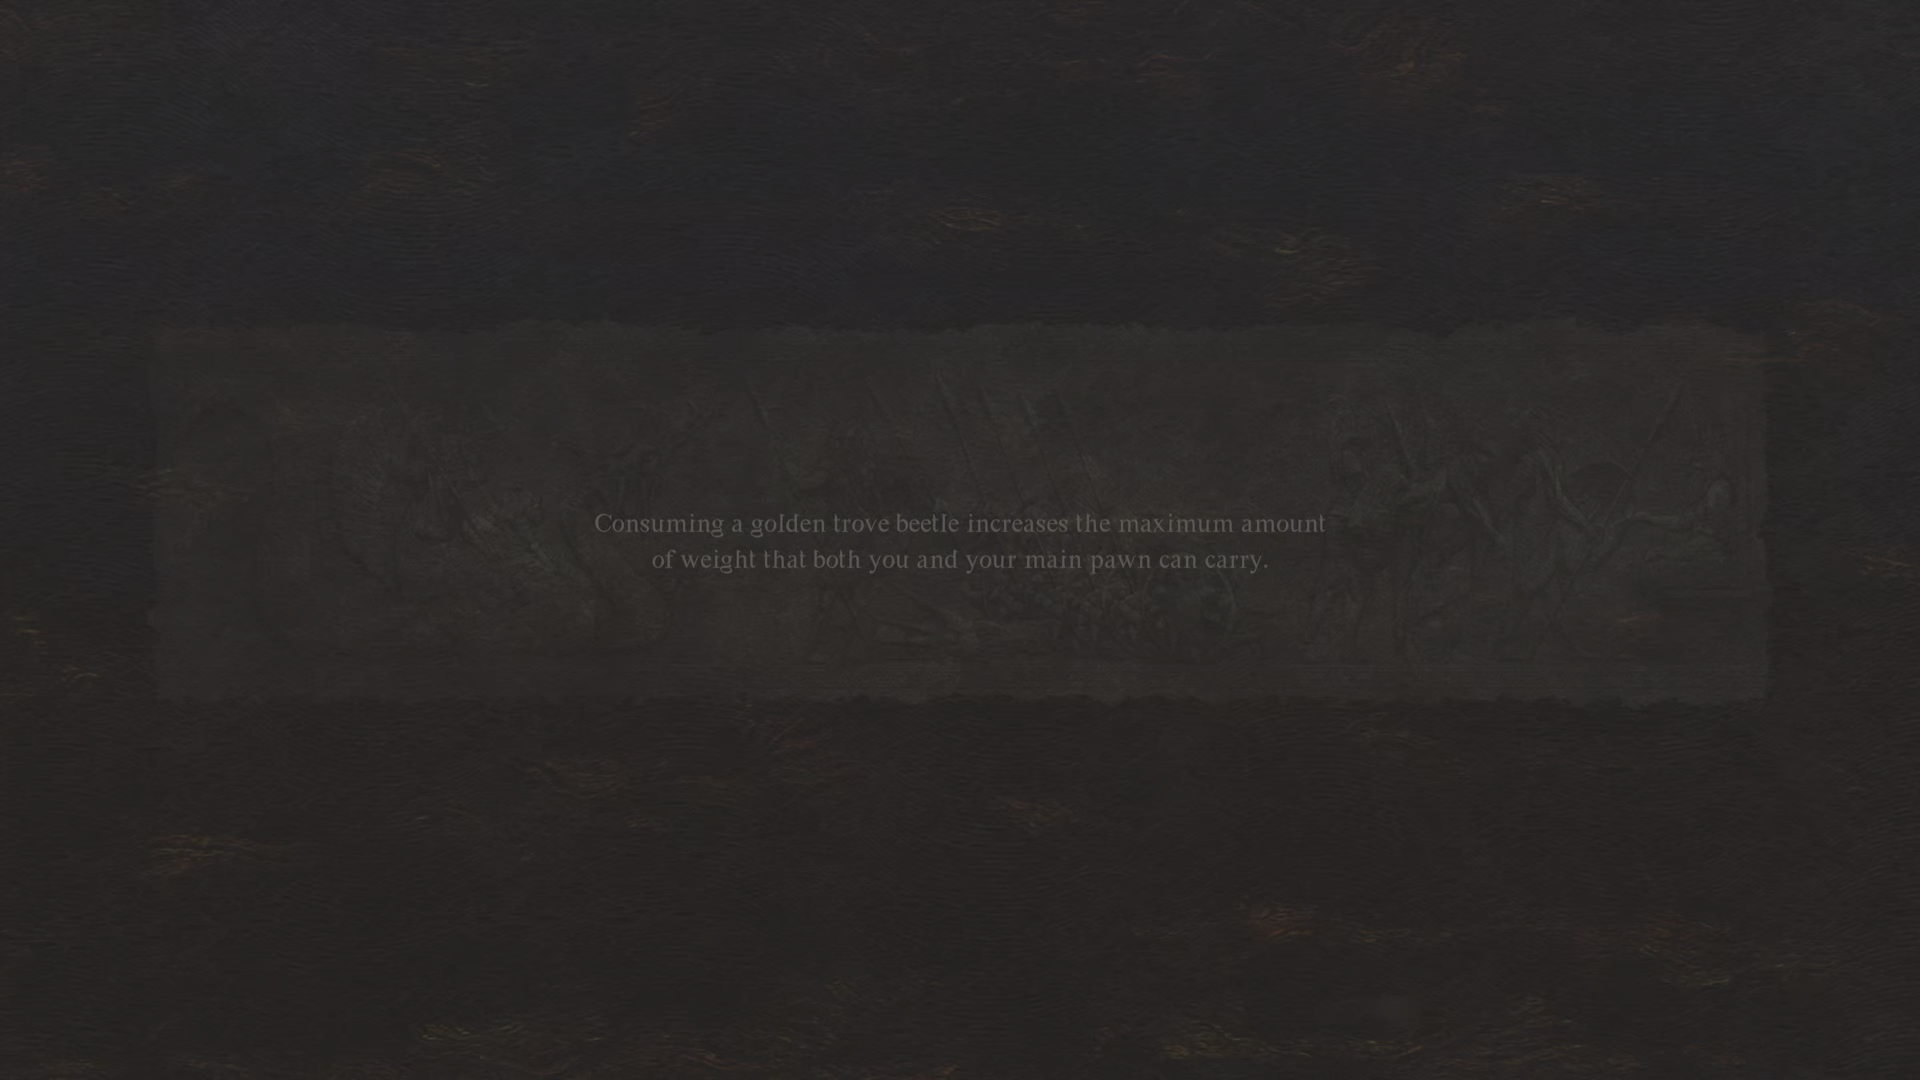 Consuming a golden trove beetle increases the maximum amount
of weight that both you and your main pawn can carry.